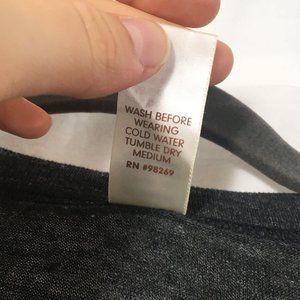 WASH BEFORE
WEARING
COLD WATER
TUMBLE DRY
MEDIUM
RN #98269